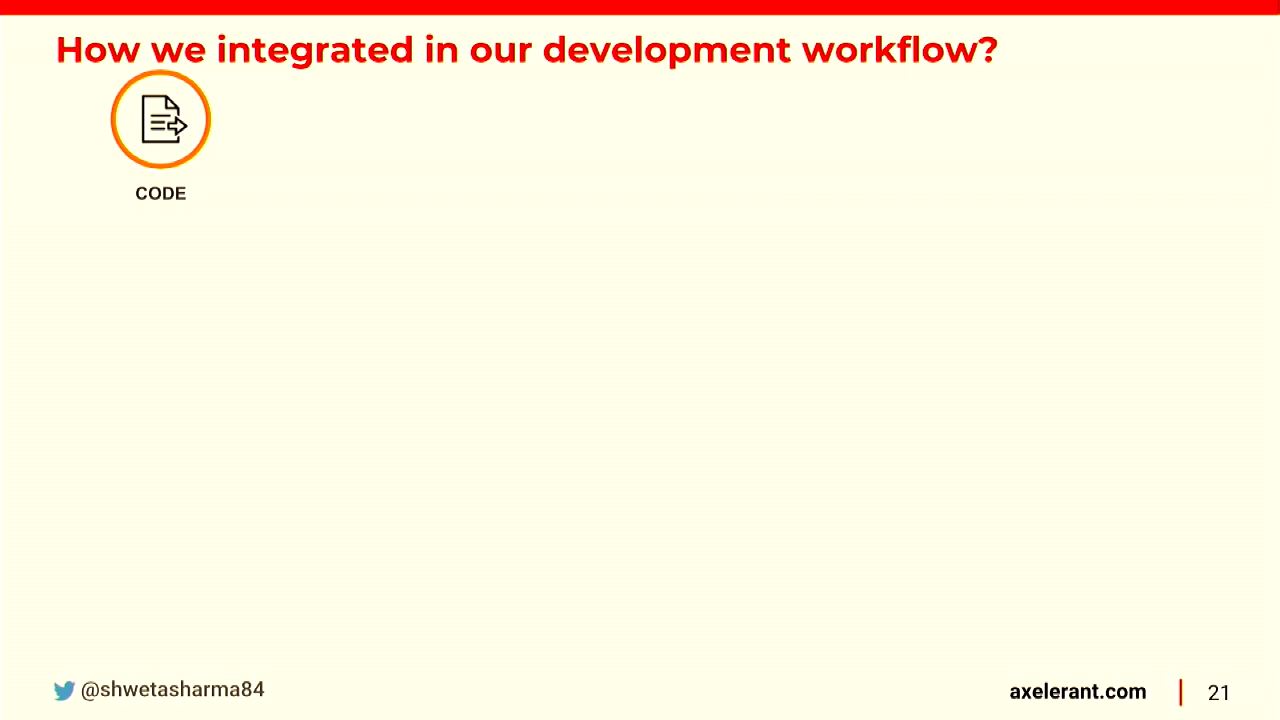 How we integrated in our development workflow?
CODE
@shwetasharma84
axelerant.com
21